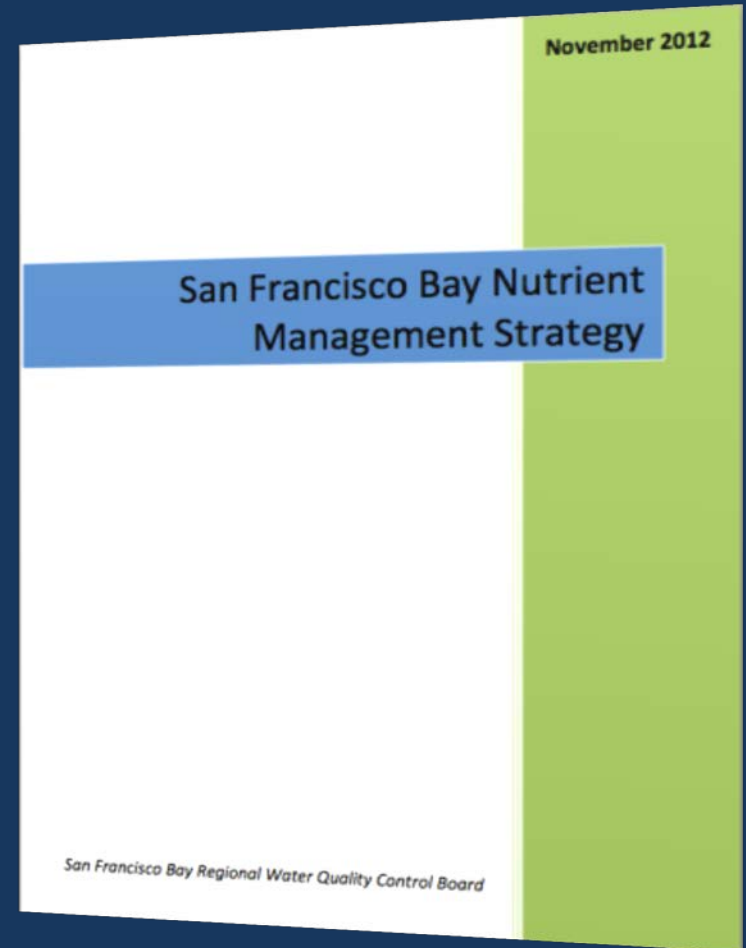 November 2012
San Francisco Bay Nutrient
Management Strategy
San Francisco Bay Regional Water Quality Control Board